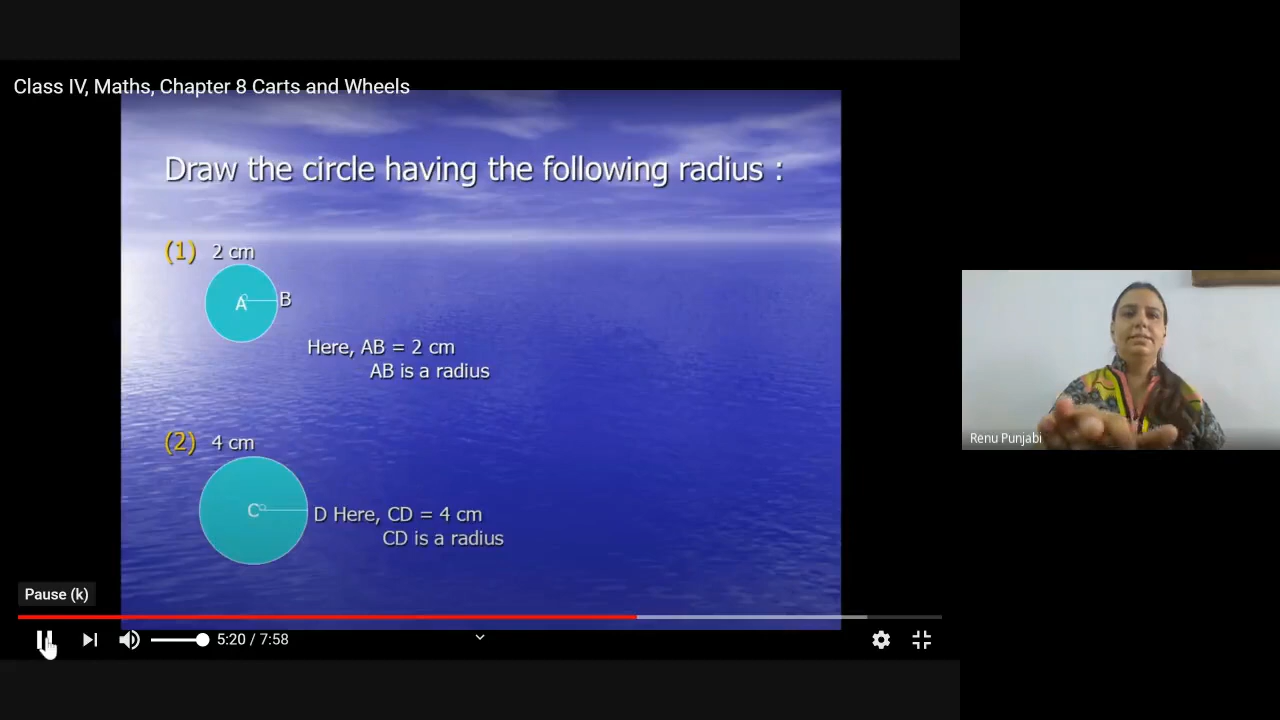 Class IV, Maths, Chapter 8 Carts and Wheels
Draw the circle having the following radius :
(1) 2 cm
A B
Here, AB = 2 cm
AB is a radius
(2) 4 cm
C D Here, CD = 4 cm
CD is a radius
Renu Punjabi
Pause (k)
5:20 / 7:58